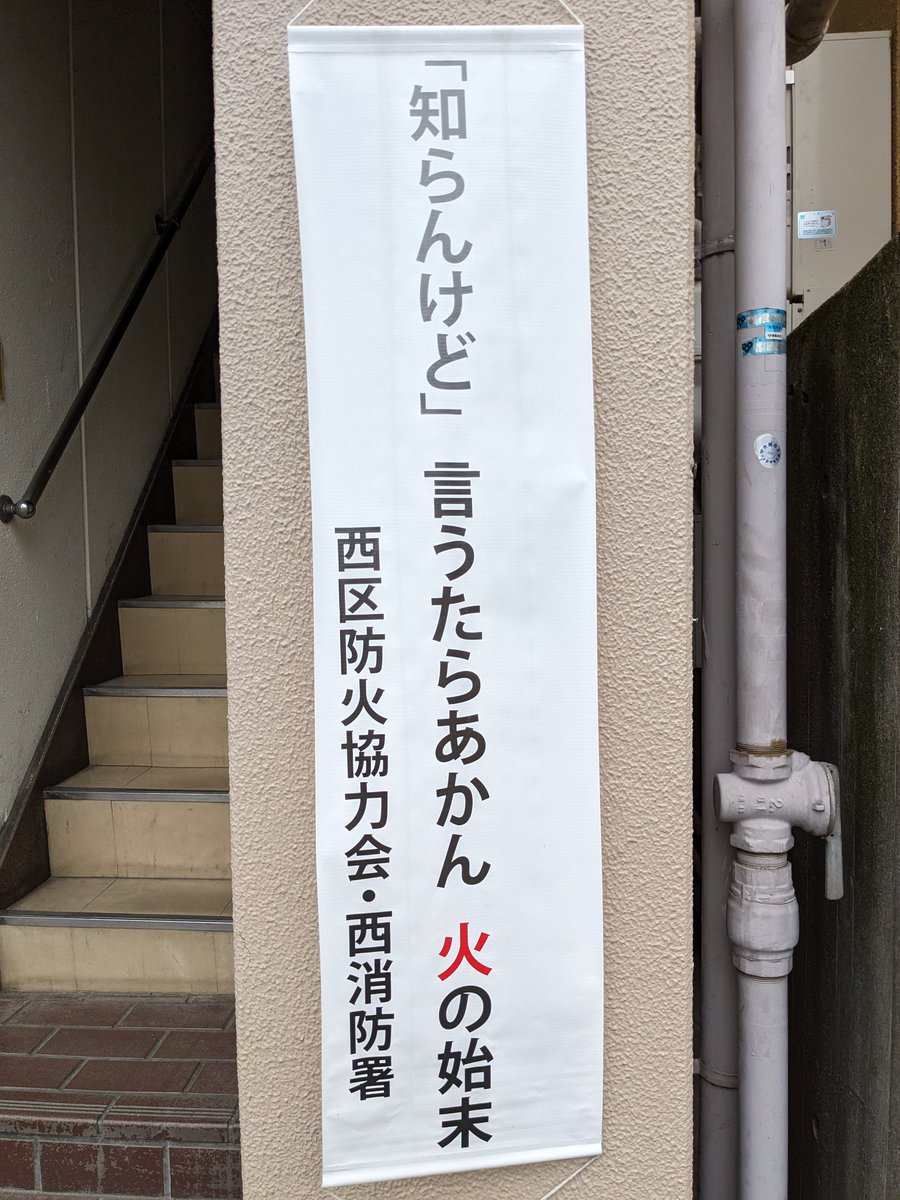 「知らんけど」 言うたらあかん 火の始末
西区防火協力会・西消防署
2